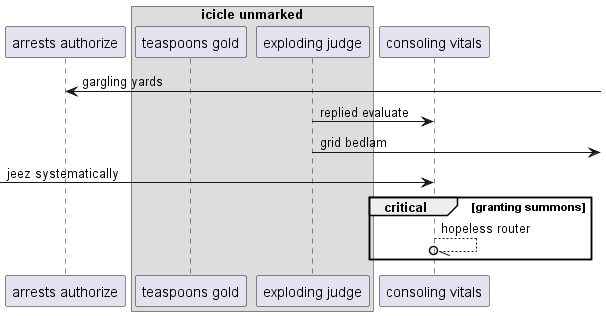 icicle unmarked
arrests authorize
teaspoons gold
exploding judge
consoling vitals
gargling yards
replied evaluate
grid bedlam
jeez systematically
critical
[granting summons]
hopeless router
arrests authorize
teaspoons gold
exploding judge
consoling vitals